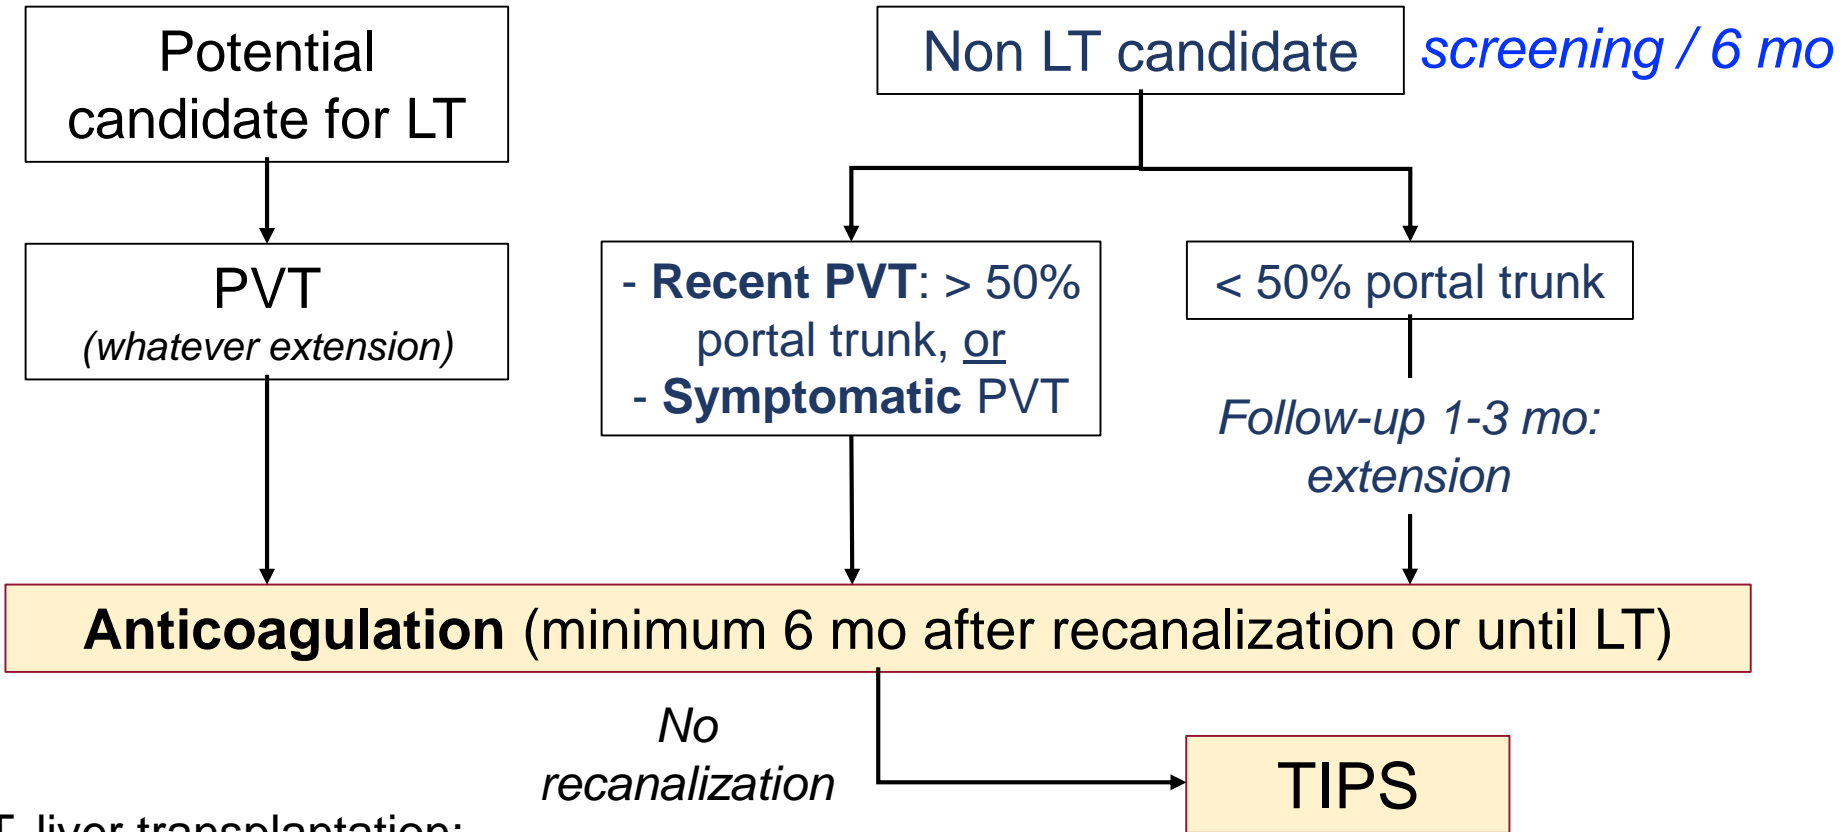 Potential
candidate for LT
Non LT candidate
screening / 6 mo
PVT
(whatever extension)
- Recent PVT: > 50%
portal trunk, or
- Symptomatic PVT
< 50% portal trunk
Follow-up 1-3 mo:
extension
Anticoagulation (minimum 6 mo after recanalization or until LT)
No
recanalization
TIPS
liver transplantation;